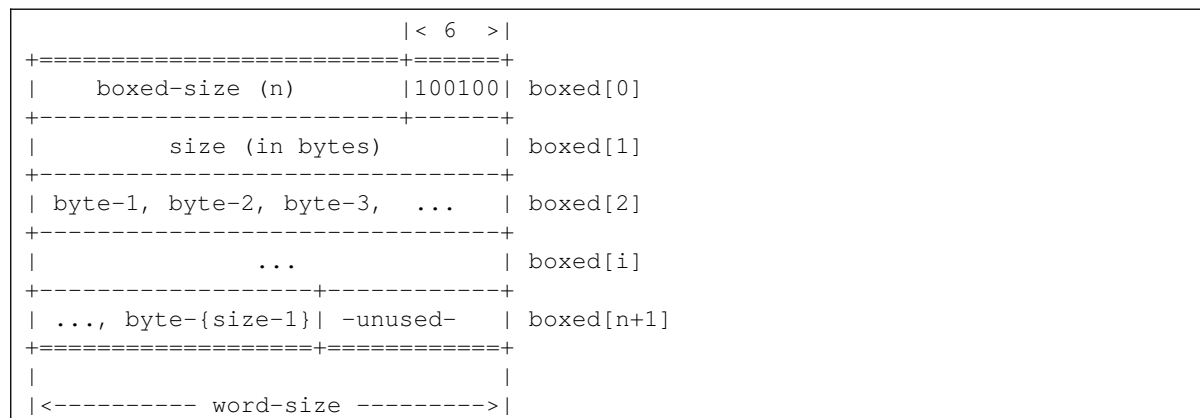 |< 6  >|
+=========================+======+
|    boxed-size (n)       |100100| boxed[0]
+-------------------------+------+
|         size (in bytes)        | boxed[1]
+--------------------------------+
| byte-1, byte-2, byte-3,  ...   | boxed[2]
+--------------------------------+
|               ...              | boxed[i]
+-------------------+------------+
| ..., byte-{size-1}| -unused-   | boxed[n+1]
+===================+============+
|                                |
|<---------- word-size --------->|